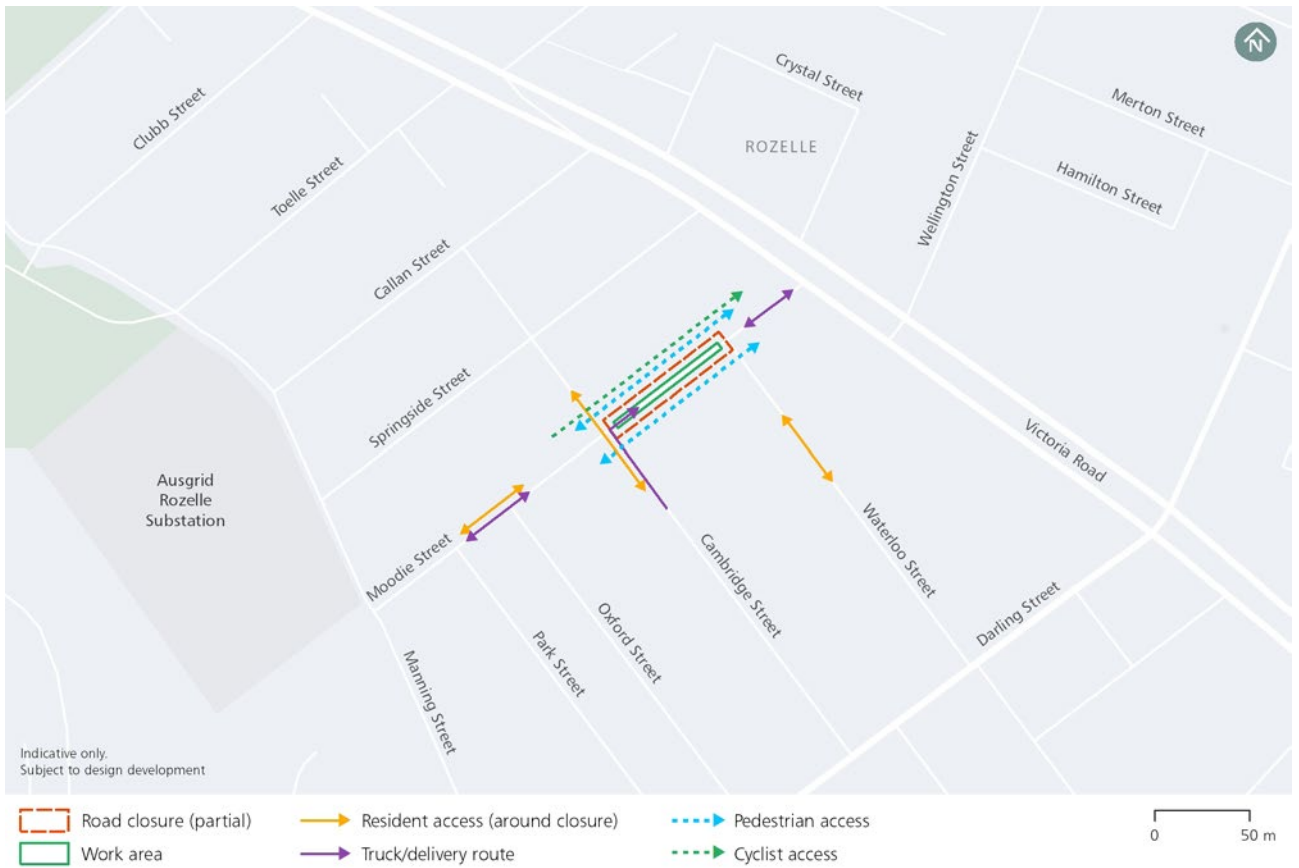 N
Crystal Street
Merton Street
Clubb Street
ROZELLE
Wellington Street
Hamilton Street
Toelle Street
Callan Street
Springside Street
Victoria Road
Ausgrid
Rozelle
Substation
Moodie Street
Waterloo Street
Cambridge Street
Oxford Street
Darling Street
Park Street
Manning Street
Indicative only.
Subject to design development
Road closure (partial)
Resident access (around closure)
Pedestrian access
0
50 m
Work area
Truck/delivery route
Cyclist access